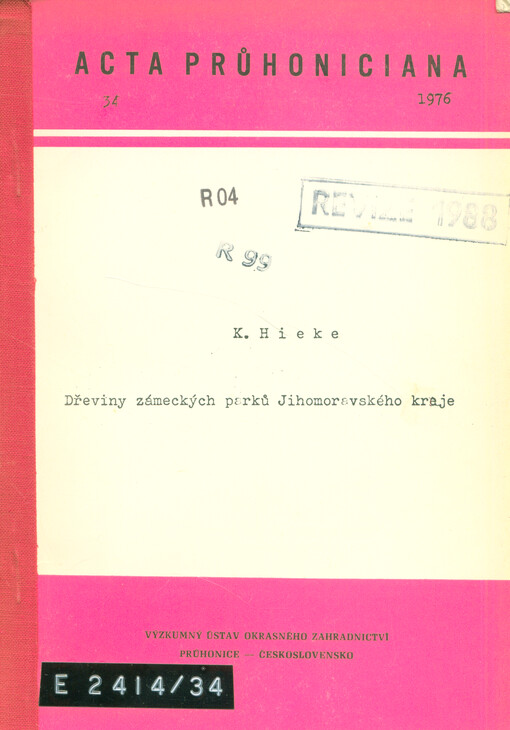 ACTA PRŮHONICIANA
34 1976
R 04
REVIZE 1988
R 99
K. Hieke
Dřeviny zámeckých parků Jihomoravského kraje
VÝZKUMNÝ ÚSTAV OKRASNÉHO ZAHRADNICTVÍ
PRŮHONICE — ČESKOSLOVENSKO
E 2414/34